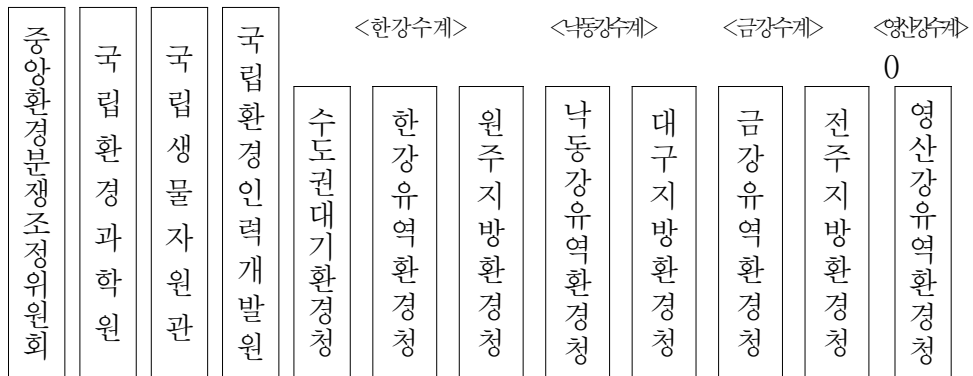 <한강수계>
<낙동강수계>
<금강수계>
<영산강수계>
0
중앙환경분쟁조정위원회
국립환경과학원
국립생물자원관
국립환경인력개발원
수도권대기환경청
한강유역환경청
원주지방환경청
낙동강유역환경청
대구지방환경청
금강유역환경청
전주지방환경청
영산강유역환경청